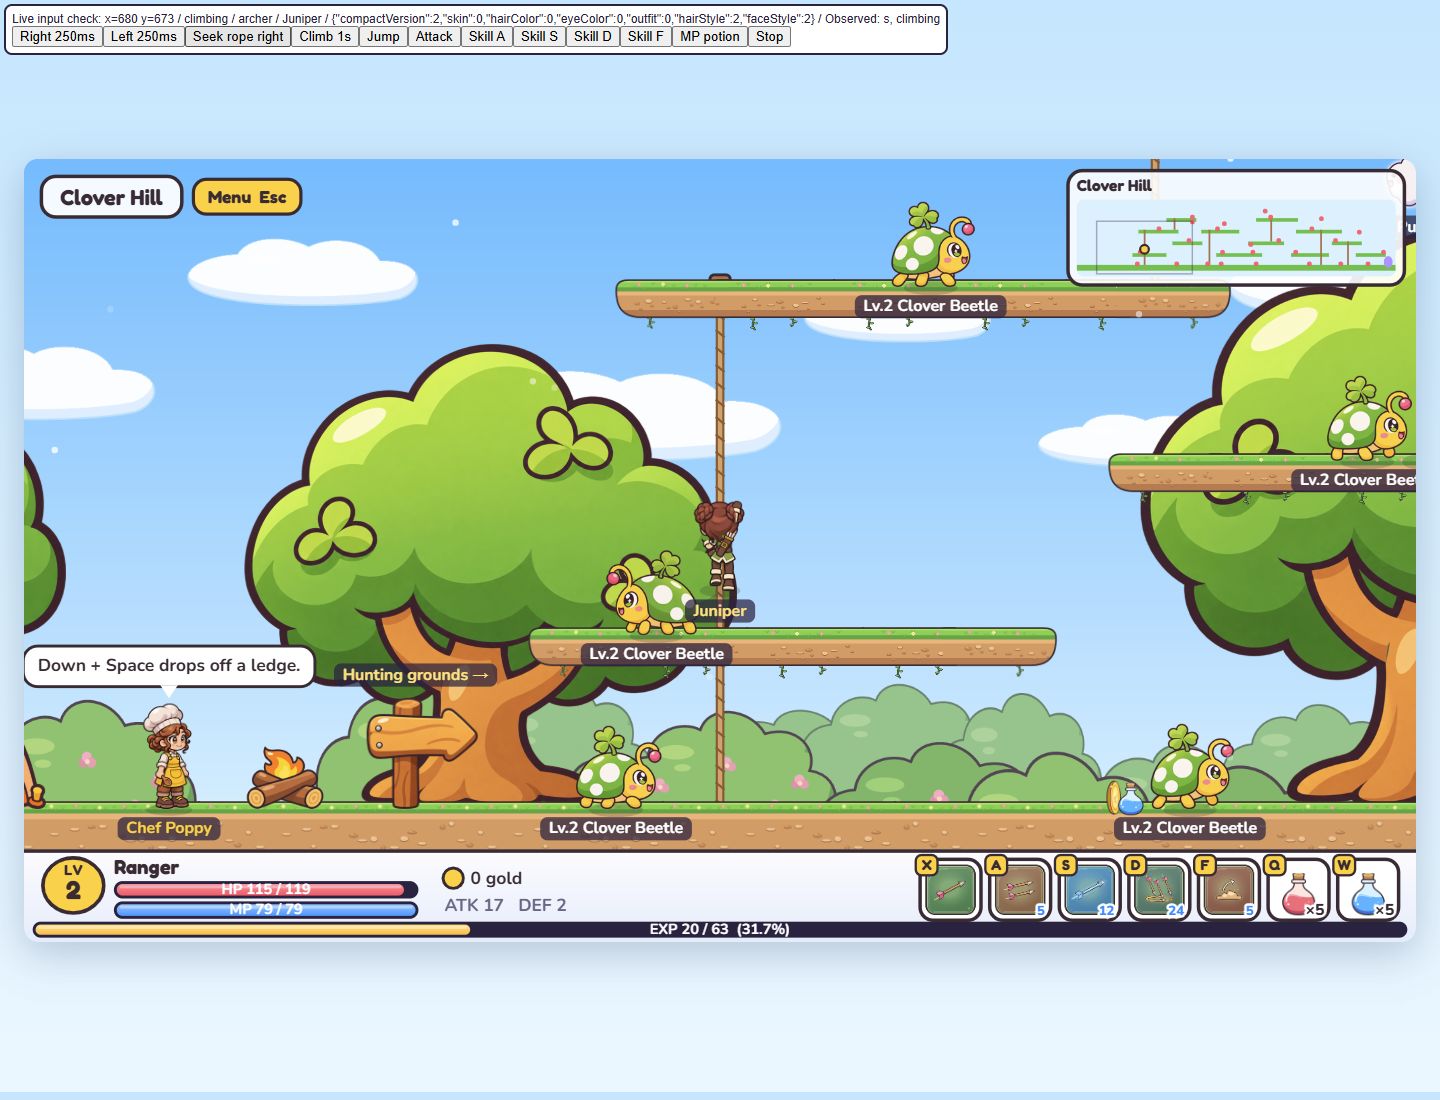 Live input check: x=680 y=673 / climbing / archer / Juniper / {"compactVersion":2,"skin":0,"hairColor":0,"eyeColor":0,"outfit":0,"hairStyle":2,"faceStyle":2} / Observed: s, climbing
Right 250ms Left 250ms Seek rope right Climb 1s Jump Attack Skill A Skill S Skill D Skill F MP potion Stop
Clover Hill
Menu Esc
Clover Hill
Lv.2 Clover Beetle
Lv.2 Clover Beet
Juniper
Lv.2 Clover Beetle
Down + Space drops off a ledge.
Hunting grounds →
Chef Poppy
Lv.2 Clover Beetle
Lv.2 Clover Beetle
LV
2
Ranger
HP 115 / 119
MP 79 / 79
0 gold
ATK 17 DEF 2
X A S D F Q W
5 12 24 5 ×5 ×5
EXP 20 / 63 (31.7%)